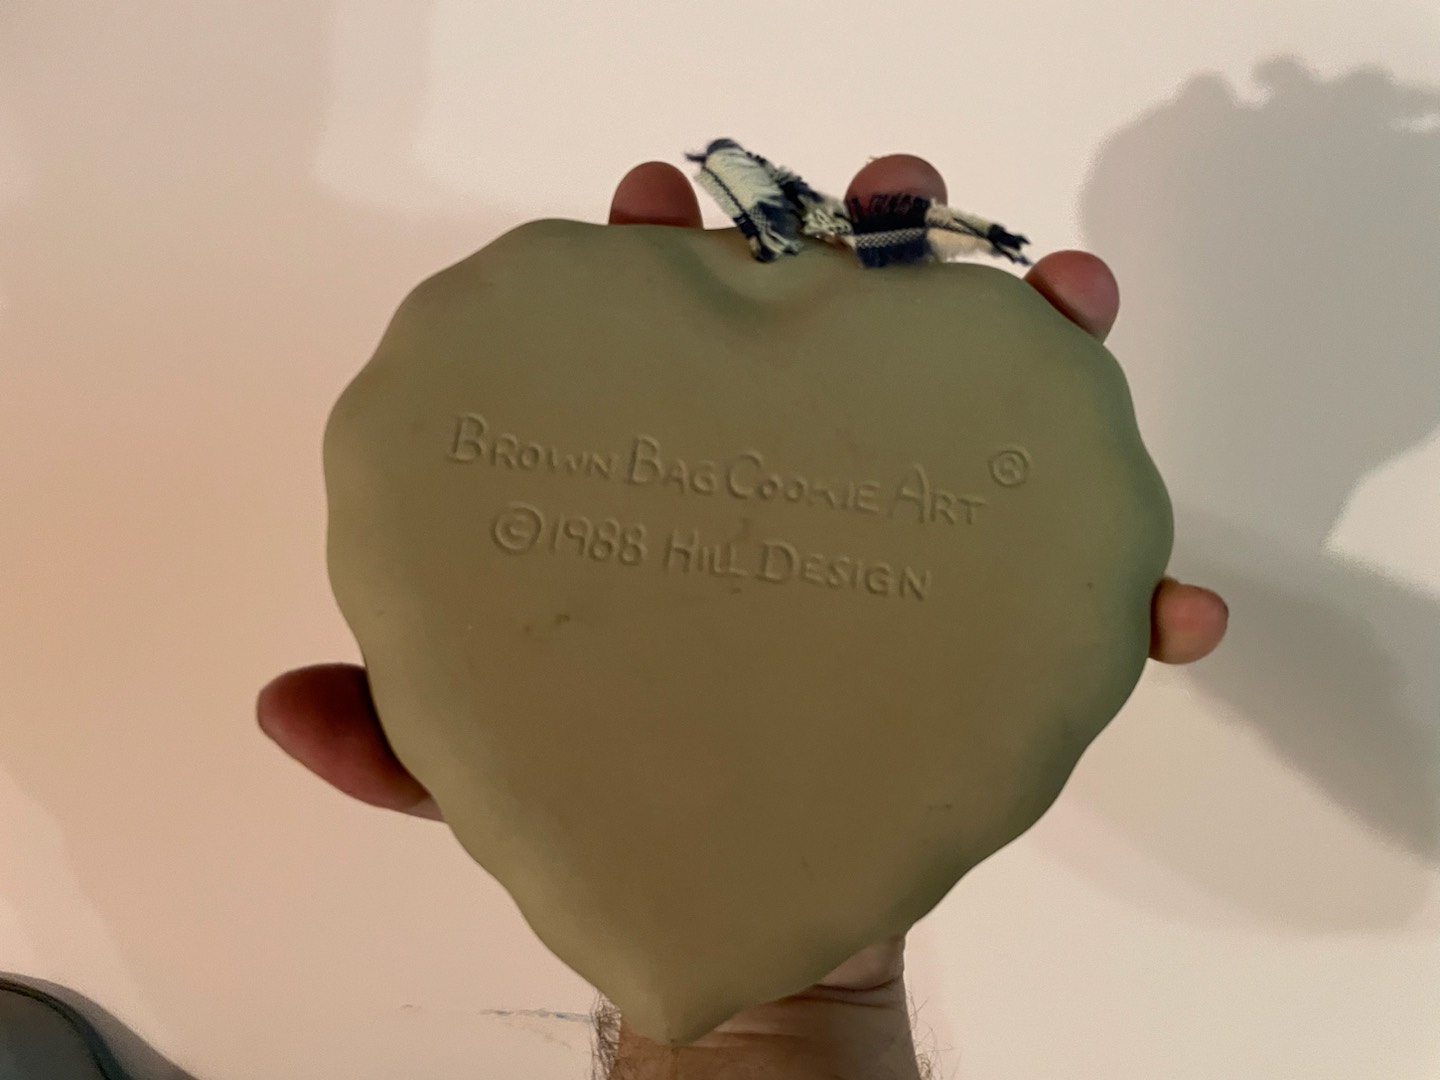 BROWN BAG COOKIE ART ®
©1988 HILL DESIGN